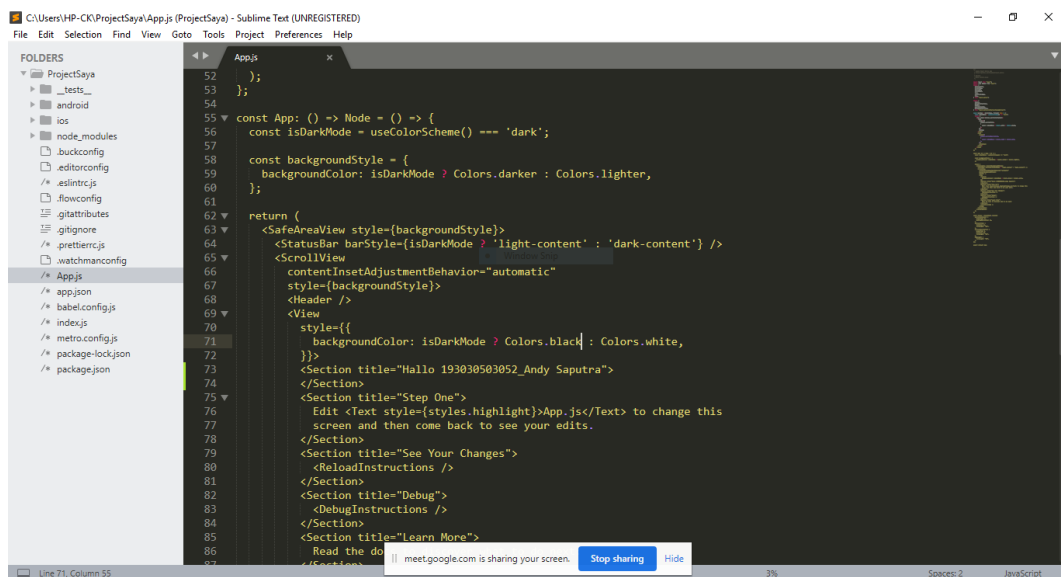 C:\Users\HP-CK\ProjectSaya\App.js (ProjectSaya) - Sublime Text (UNREGISTERED)
File Edit Selection Find View Goto Tools Project Preferences Help
FOLDERS
ProjectSaya
__tests__
android
ios
node_modules
.buckconfig
.editorconfig
/* .eslintrc.js
.flowconfig
.gitattributes
.gitignore
/* .prettierrc.js
.watchmanconfig
/* App.js
/* app.json
/* babel.config.js
/* index.js
/* metro.config.js
/* package-lock.json
/* package.json
App.js ×
52 );
53 };
54
55 const App: () => Node = () => {
56 const isDarkMode = useColorScheme() === 'dark';
57
58 const backgroundStyle = {
59 backgroundColor: isDarkMode ? Colors.darker : Colors.lighter,
60 };
61
62 return (
63 <SafeAreaView style={backgroundStyle}>
64 <StatusBar barStyle={isDarkMode ? 'light-content' : 'dark-content'} />
65 <ScrollView
66 contentInsetAdjustmentBehavior="automatic"
67 style={backgroundStyle}>
68 <Header />
69 <View
70 style={{
71 backgroundColor: isDarkMode ? Colors.black : Colors.white,
72 }}>
73 <Section title="Hallo 193030503052_Andy Saputra">
74 </Section>
75 <Section title="Step One">
76 Edit <Text style={styles.highlight}>App.js</Text> to change this
77 screen and then come back to see your edits.
78 </Section>
79 <Section title="See Your Changes">
80 <ReloadInstructions />
81 </Section>
82 <Section title="Debug">
83 <DebugInstructions />
84 </Section>
85 <Section title="Learn More">
86 Read the do
87 </Section>
Window Snip
meet.google.com is sharing your screen. Stop sharing Hide
Line 71, Column 55 3% Spaces: 2 JavaScript